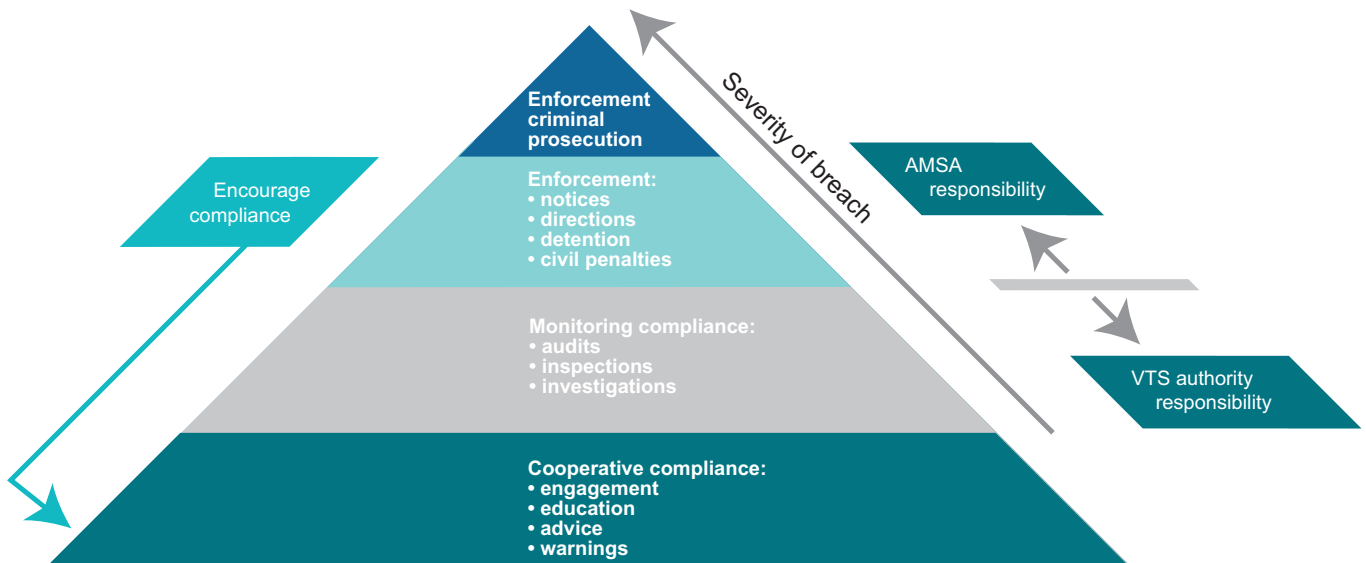 Enforcement
criminal
prosecution
Enforcement:
• notices
• directions
• detention
• civil penalties
Monitoring compliance:
• audits
• inspections
• investigations
Cooperative compliance:
• engagement
• education
• advice
• warnings
Encourage
compliance
Severity of breach
AMSA
responsibility
VTS authority
responsibility